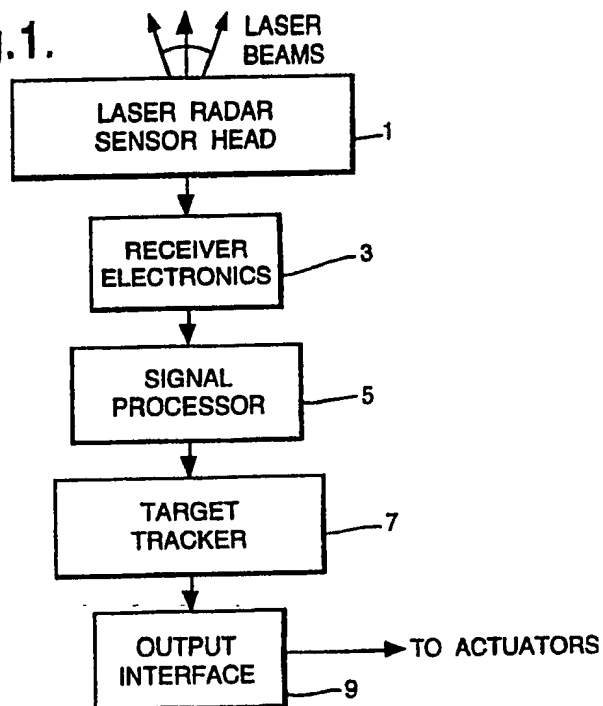 .1.
LASER
BEAMS
LASER RADAR
SENSOR HEAD
1
RECEIVER
ELECTRONICS
3
SIGNAL
PROCESSOR
5
TARGET
TRACKER
7
OUTPUT
INTERFACE
TO ACTUATORS
9